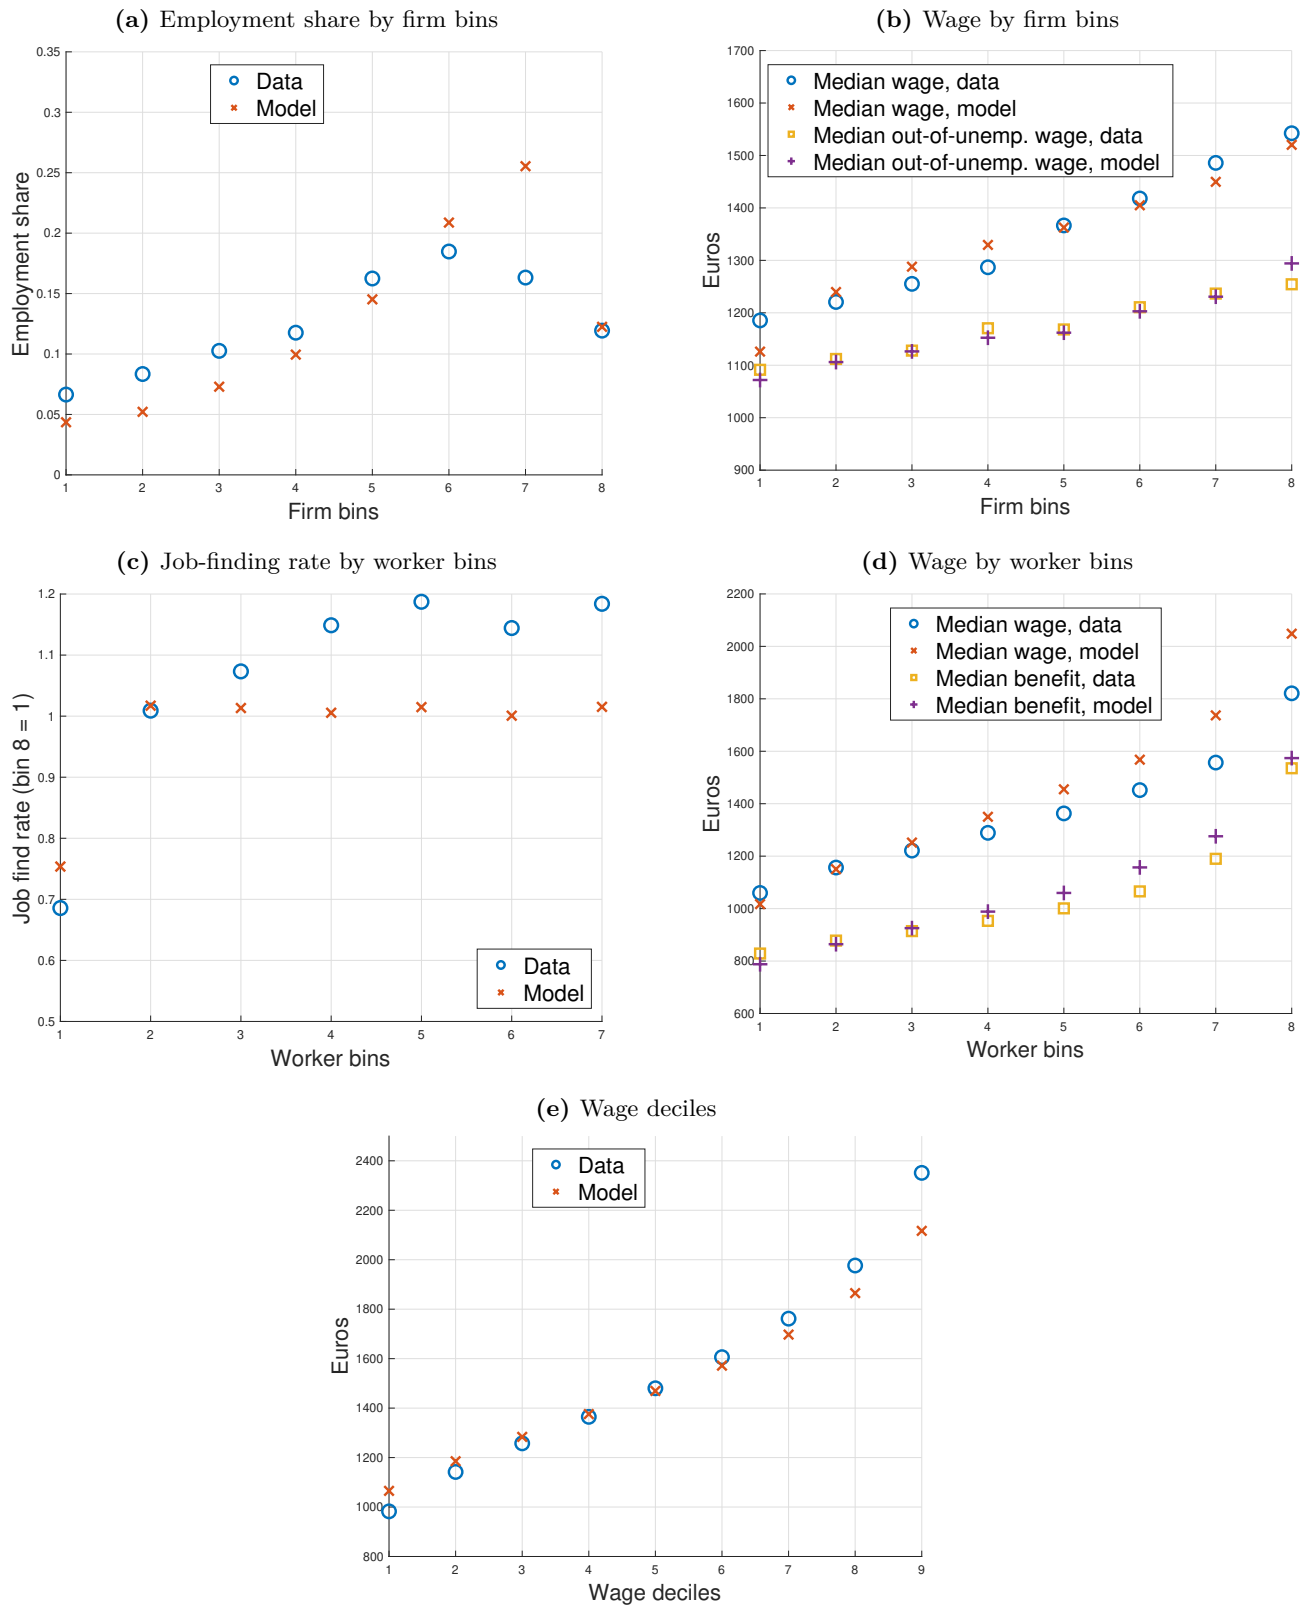 (a) Employment share by firm bins
0.35
0.3
0.25
0.2
0.15
0.1
0.05
0
Employment share
Data
Model
1 2 3 4 5 6 7 8
Firm bins
(b) Wage by firm bins
1700
1600
1500
1400
1300
1200
1100
1000
900
Euros
Median wage, data
Median wage, model
Median out-of-unemp. wage, data
Median out-of-unemp. wage, model
1 2 3 4 5 6 7 8
Firm bins
(c) Job-finding rate by worker bins
1.2
1.1
1
0.9
0.8
0.7
0.6
0.5
Job find rate (bin 8 = 1)
Data
Model
1 2 3 4 5 6 7
Worker bins
(d) Wage by worker bins
2200
2000
1800
1600
1400
1200
1000
800
600
Euros
Median wage, data
Median wage, model
Median benefit, data
Median benefit, model
1 2 3 4 5 6 7 8
Worker bins
(e) Wage deciles
2400
2200
2000
1800
1600
1400
1200
1000
800
Euros
Data
Model
1 2 3 4 5 6 7 8 9
Wage deciles